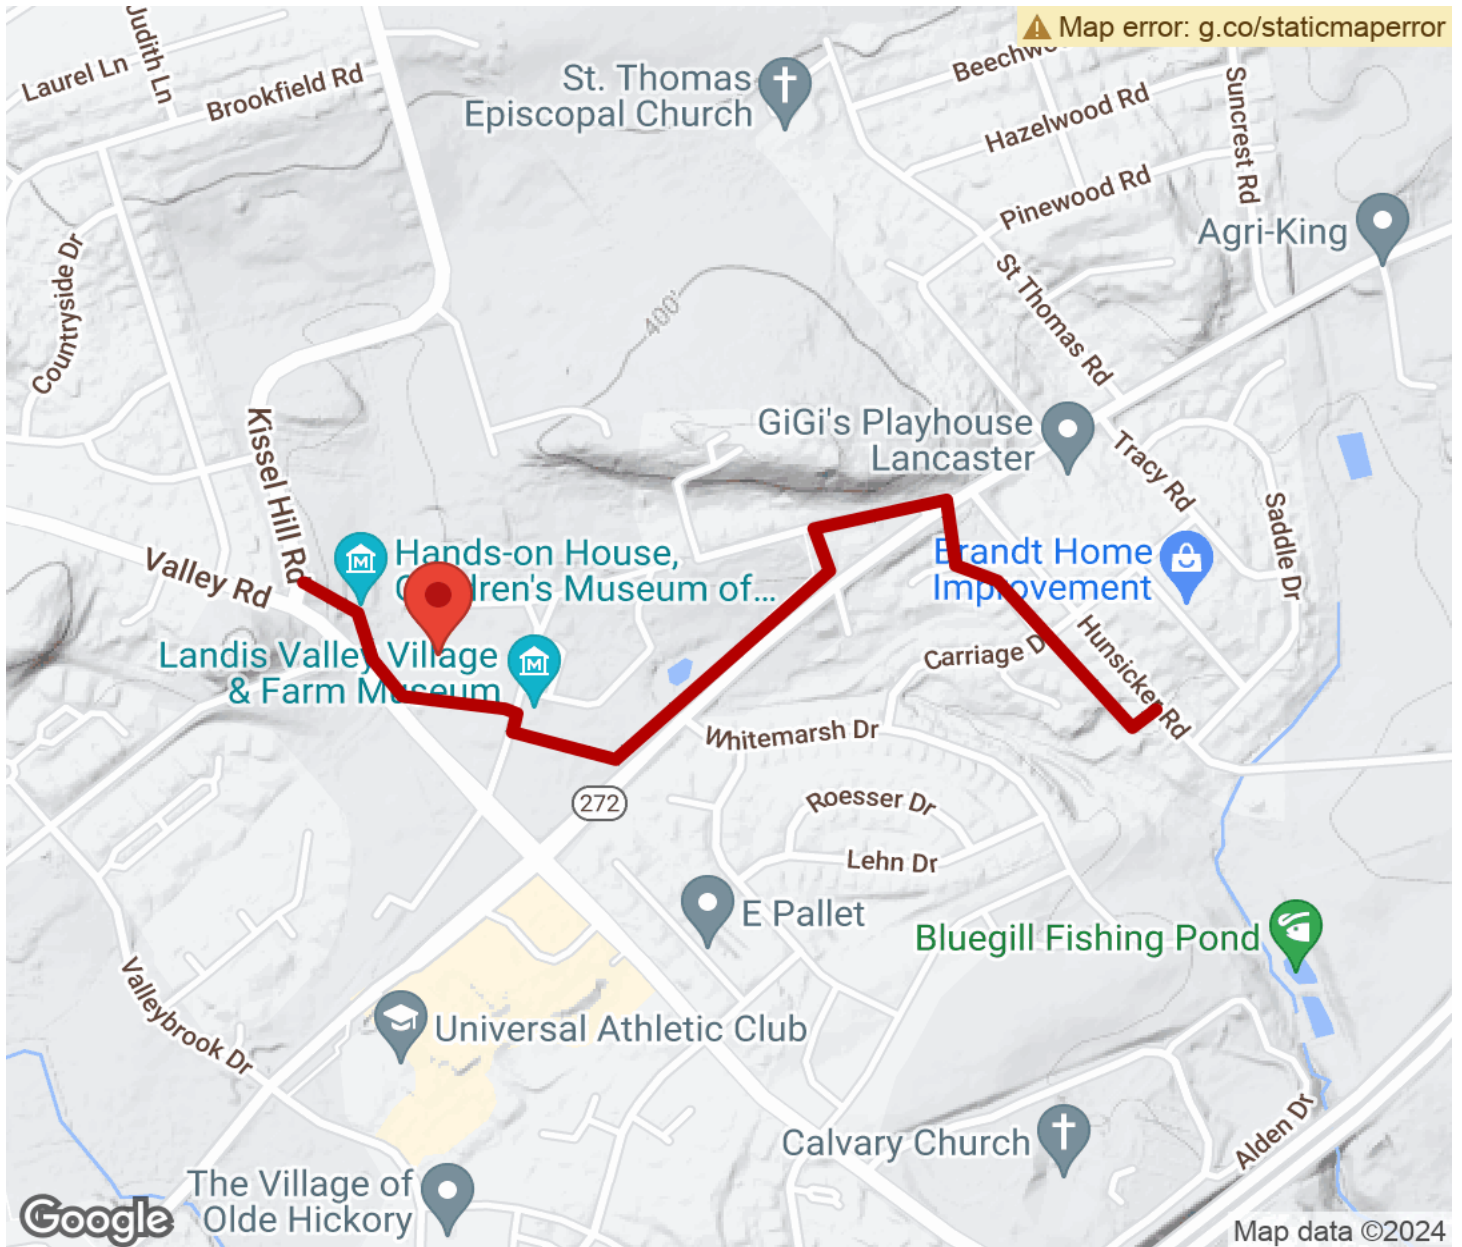 Map error: g.co/staticmaperror
Judith Ln
Laurel Ln
Brookfield Rd
St. Thomas
Episcopal Church
Hazelwood Rd
Suncrest Rd
Pinewood Rd
Agri-King
Countryside Dr
St Thomas Rd
400'
Kissel Hill Rd
GiGi's Playhouse
Lancaster
Tracy Rd
Saddle Dr
Valley Rd
Hands-on House,
Museum of...
Brandt Home
Improvement
Landis Valley Village
& Farm Museum
Carriage D
Hunsicker Rd
Whitemarsh Dr
272
Roesser Dr
Lehn Dr
E Pallet
Bluegill Fishing Pond
Valleybrook Dr
Universal Athletic Club
Calvary Church
Alden Dr
The Village of
Olde Hickory
Google
Map data ©2024